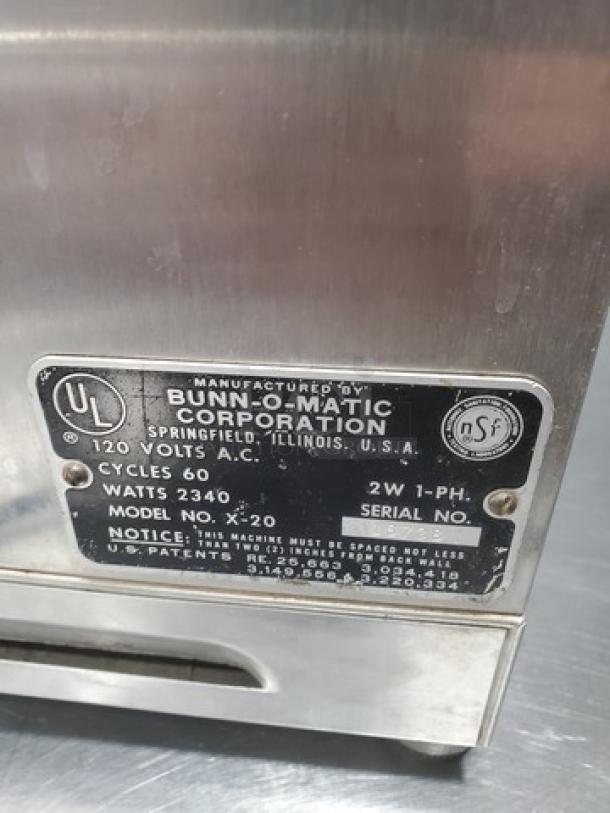 MANUFACTURED BY
BUNN-O-MATIC
CORPORATION
SPRINGFIELD, ILLINOIS, U.S.A.
UL
®
nsf
120 VOLTS A.C.
CYCLES 60
WATTS 2340
2W 1-PH.
MODEL NO. X-20
SERIAL NO.
NOTICE: THIS MACHINE MUST BE SPACED NOT LESS
THAN TWO (2) INCHES FROM BACK WALL
U.S. PATENTS RE. 25,663 3,034,418
3,149,556 & 3,220,334